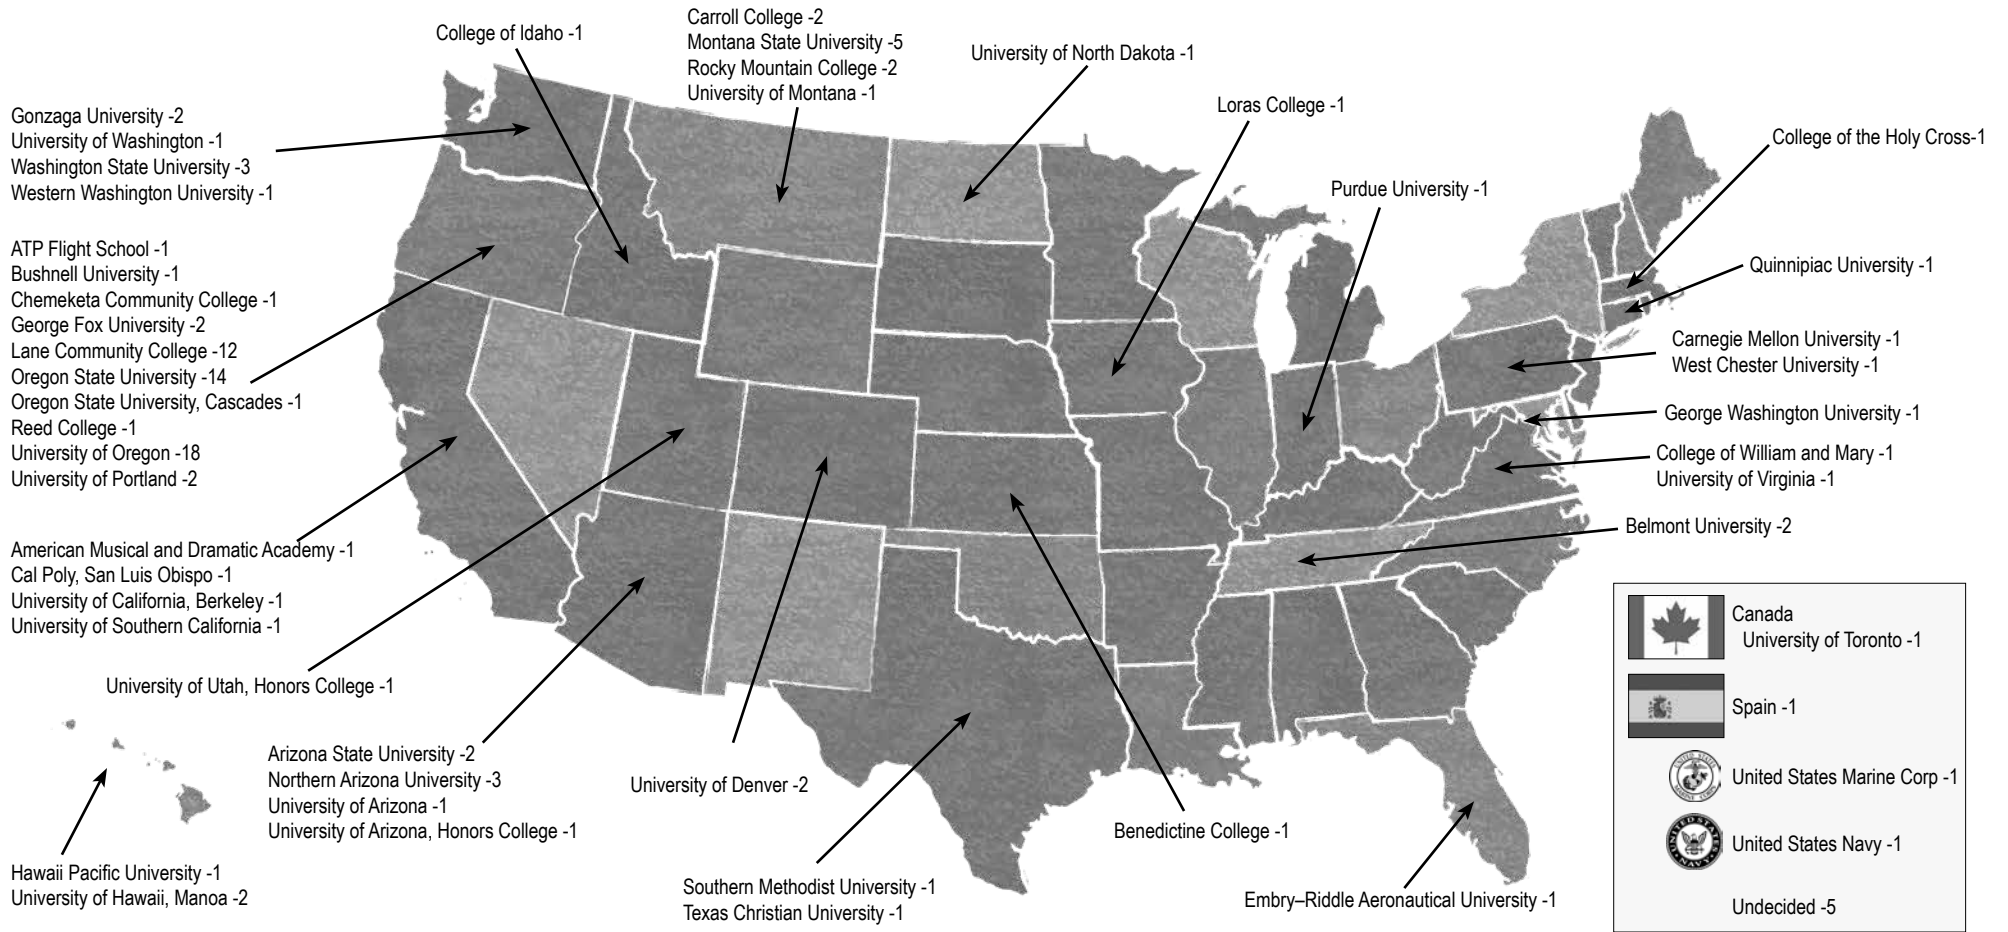 College of Idaho -1
Carroll College -2
Montana State University -5
Rocky Mountain College -2
University of Montana -1
University of North Dakota -1
Loras College -1
College of the Holy Cross-1
Purdue University -1
Quinnipiac University -1
Gonzaga University -2
University of Washington -1
Washington State University -3
Western Washington University -1
ATP Flight School -1
Bushnell University -1
Chemeketa Community College -1
George Fox University -2
Lane Community College -12
Oregon State University -14
Oregon State University, Cascades -1
Reed College -1
University of Oregon -18
University of Portland -2
Carnegie Mellon University -1
West Chester University -1
George Washington University -1
College of William and Mary -1
University of Virginia -1
Belmont University -2
American Musical and Dramatic Academy -1
Cal Poly, San Luis Obispo -1
University of California, Berkeley -1
University of Southern California -1
University of Utah, Honors College -1
Arizona State University -2
Northern Arizona University -3
University of Arizona -1
University of Arizona, Honors College -1
University of Denver -2
Benedictine College -1
Hawaii Pacific University -1
University of Hawaii, Manoa -2
Southern Methodist University -1
Texas Christian University -1
Embry–Riddle Aeronautical University -1
Canada
University of Toronto -1
Spain -1
United States Marine Corp -1
UNITED STATES
NAVY
United States Navy -1
Undecided -5